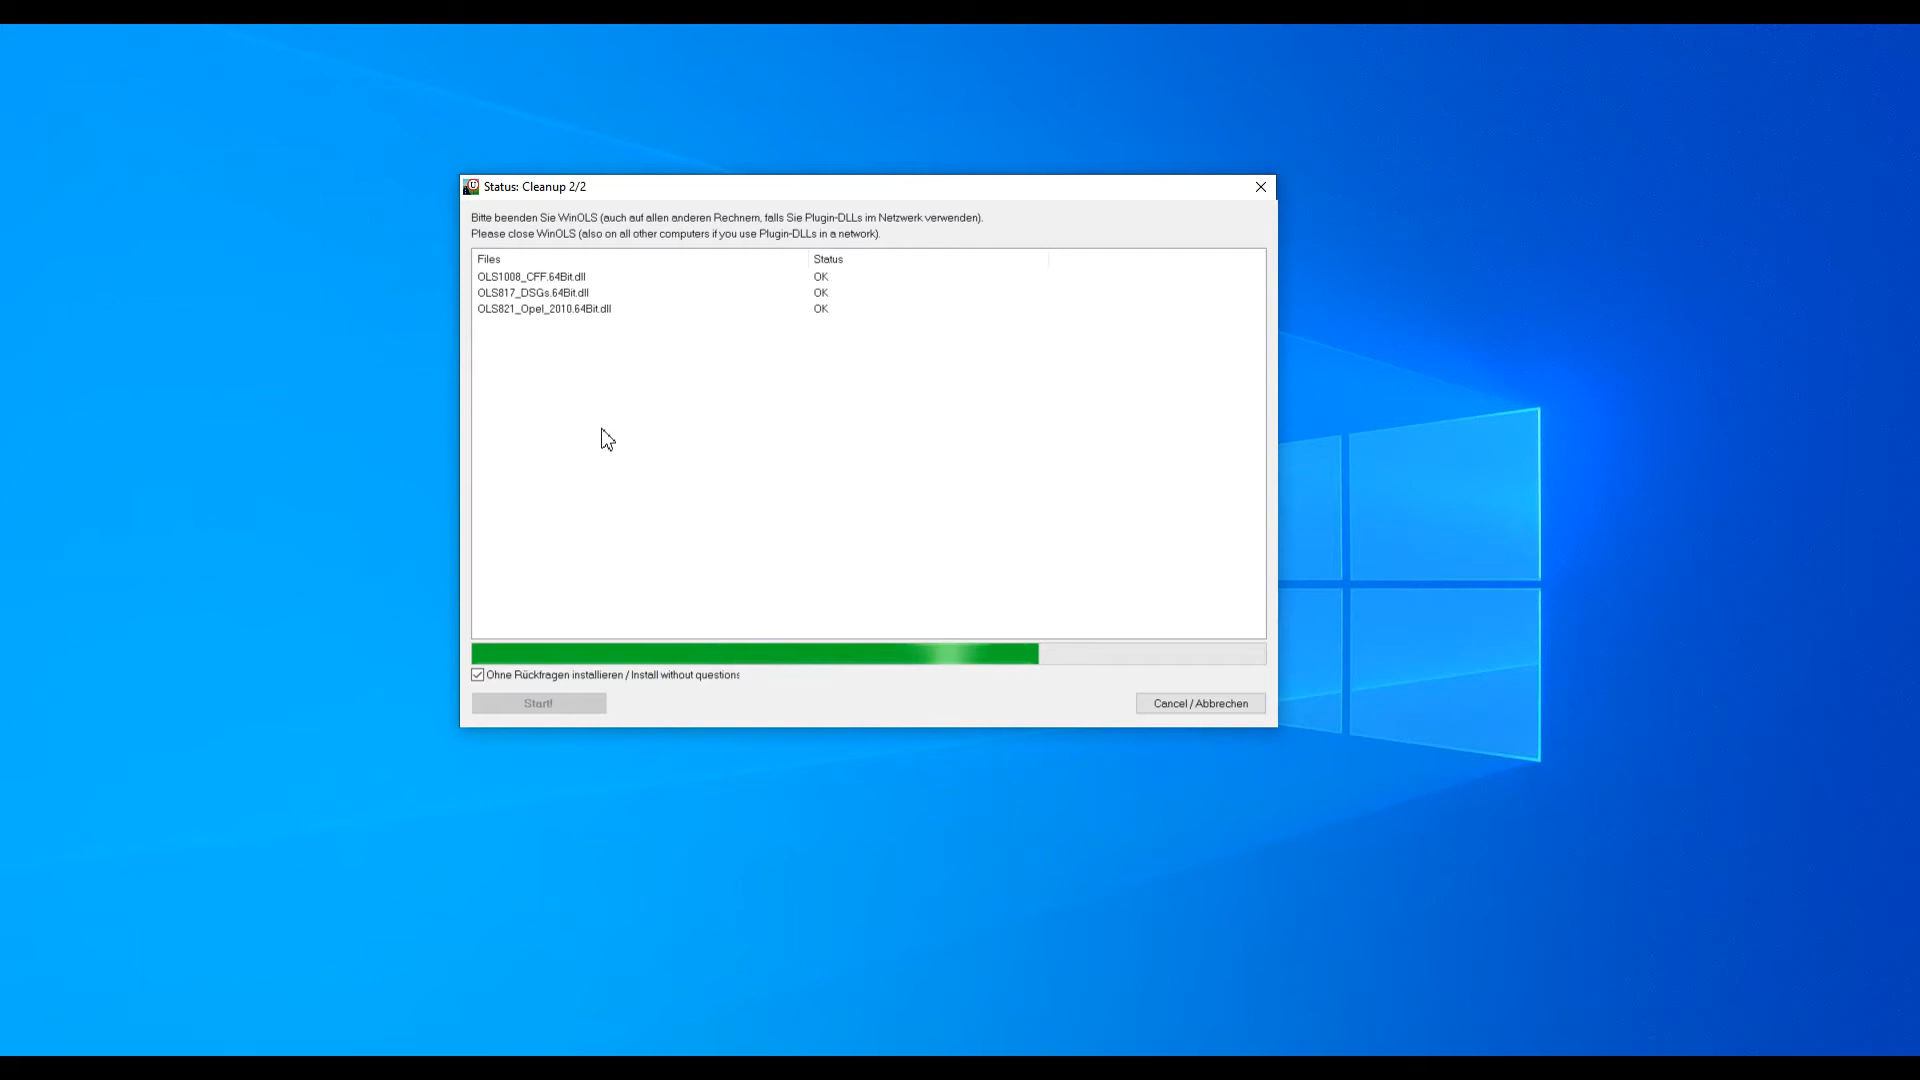 Status: Cleanup 2/2
Bitte beenden Sie WinOLS (auch auf allen anderen Rechnern, falls Sie Plugin-DLLs im Netzwerk verwenden).
Please close WinOLS (also on all other computers if you use Plugin-DLLs in a network).
Files Status
OLS1008_CFF.64Bit.dll OK
OLS817_DSGs.64Bit.dll OK
OLS821_Opel_2010.64Bit.dll OK
Ohne Rückfragen installieren / Install without questions
Start! Cancel / Abbrechen